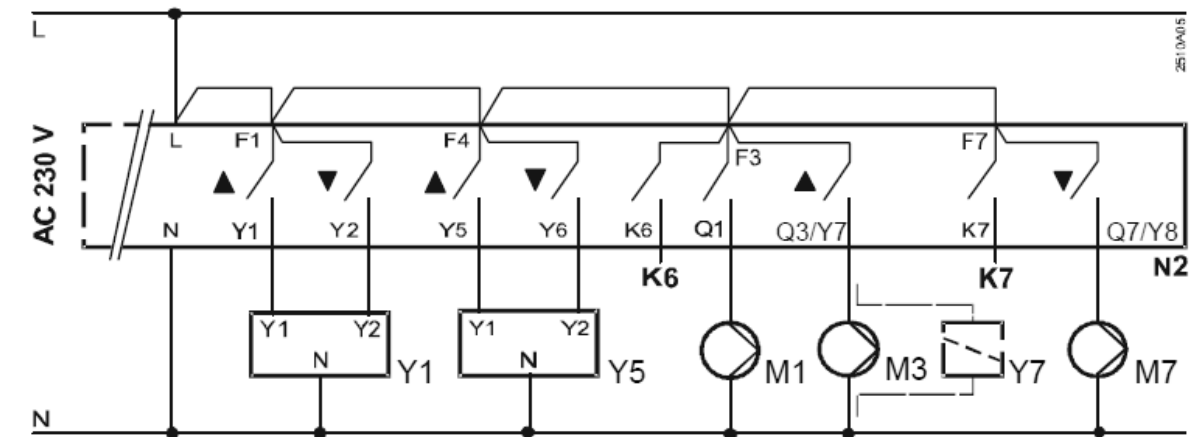 L
2510A05
AC 230 V
L F1 F4 F3 F7
▲ ▼ ▲ ▼ ▲ ▼
N Y1 Y2 Y5 Y6 K6 Q1 Q3/Y7 K7 Q7/Y8
K6 K7 N2
Y1 Y2 Y1 Y2
N Y1 N Y5 M1 M3 Y7 M7
N